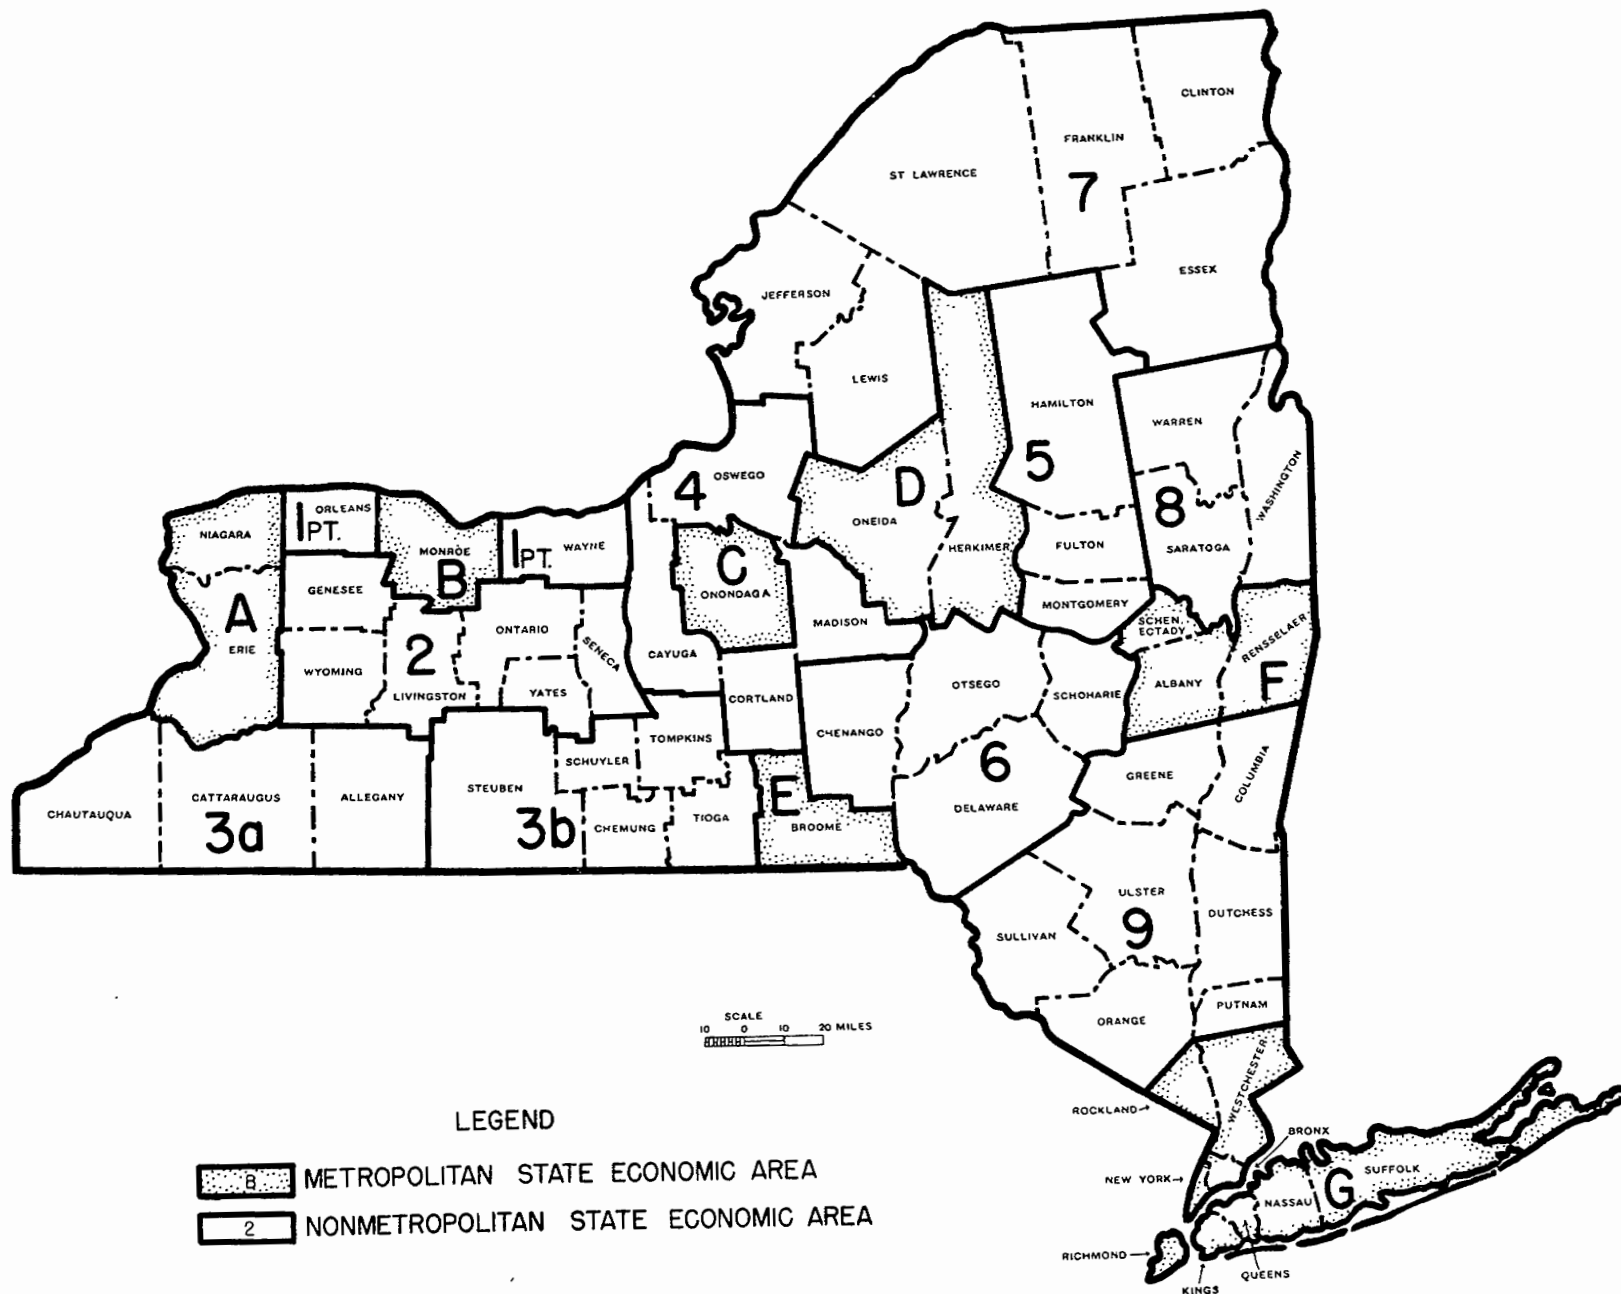 CLINTON
FRANKLIN
ST LAWRENCE
7
ESSEX
JEFFERSON
LEWIS
HAMILTON
WARREN
5
WASHINGTON
OSWEGO
4
D
8
ONEIDA
ORLEANS
1 PT.
NIAGARA
MONROE
B
1 PT.
WAYNE
HERKIMER
FULTON
SARATOGA
C
ONONDAGA
GENESEE
MONTGOMERY
A
ERIE
ONTARIO
SENECA
MADISON
SCHEN.
ECTADY
RENSSELAER
2
WYOMING
LIVINGSTON
YATES
CAYUGA
CORTLAND
OTSEGO
SCHOHARIE
ALBANY
F
CHENANGO
TOMPKINS
SCHUYLER
6
GREENE
COLUMBIA
STEUBEN
E
DELAWARE
CHAUTAUQUA
CATTARAUGUS
ALLEGANY
3a
3b
CHEMUNG
TIOGA
BROOME
ULSTER
9
DUTCHESS
SULLIVAN
ORANGE
PUTNAM
SCALE
10 0 10 20 MILES
ROCKLAND
WESTCHESTER
BRONX
NEW YORK
NASSAU
G
SUFFOLK
RICHMOND
KINGS
QUEENS
LEGEND
B METROPOLITAN STATE ECONOMIC AREA
2 NONMETROPOLITAN STATE ECONOMIC AREA